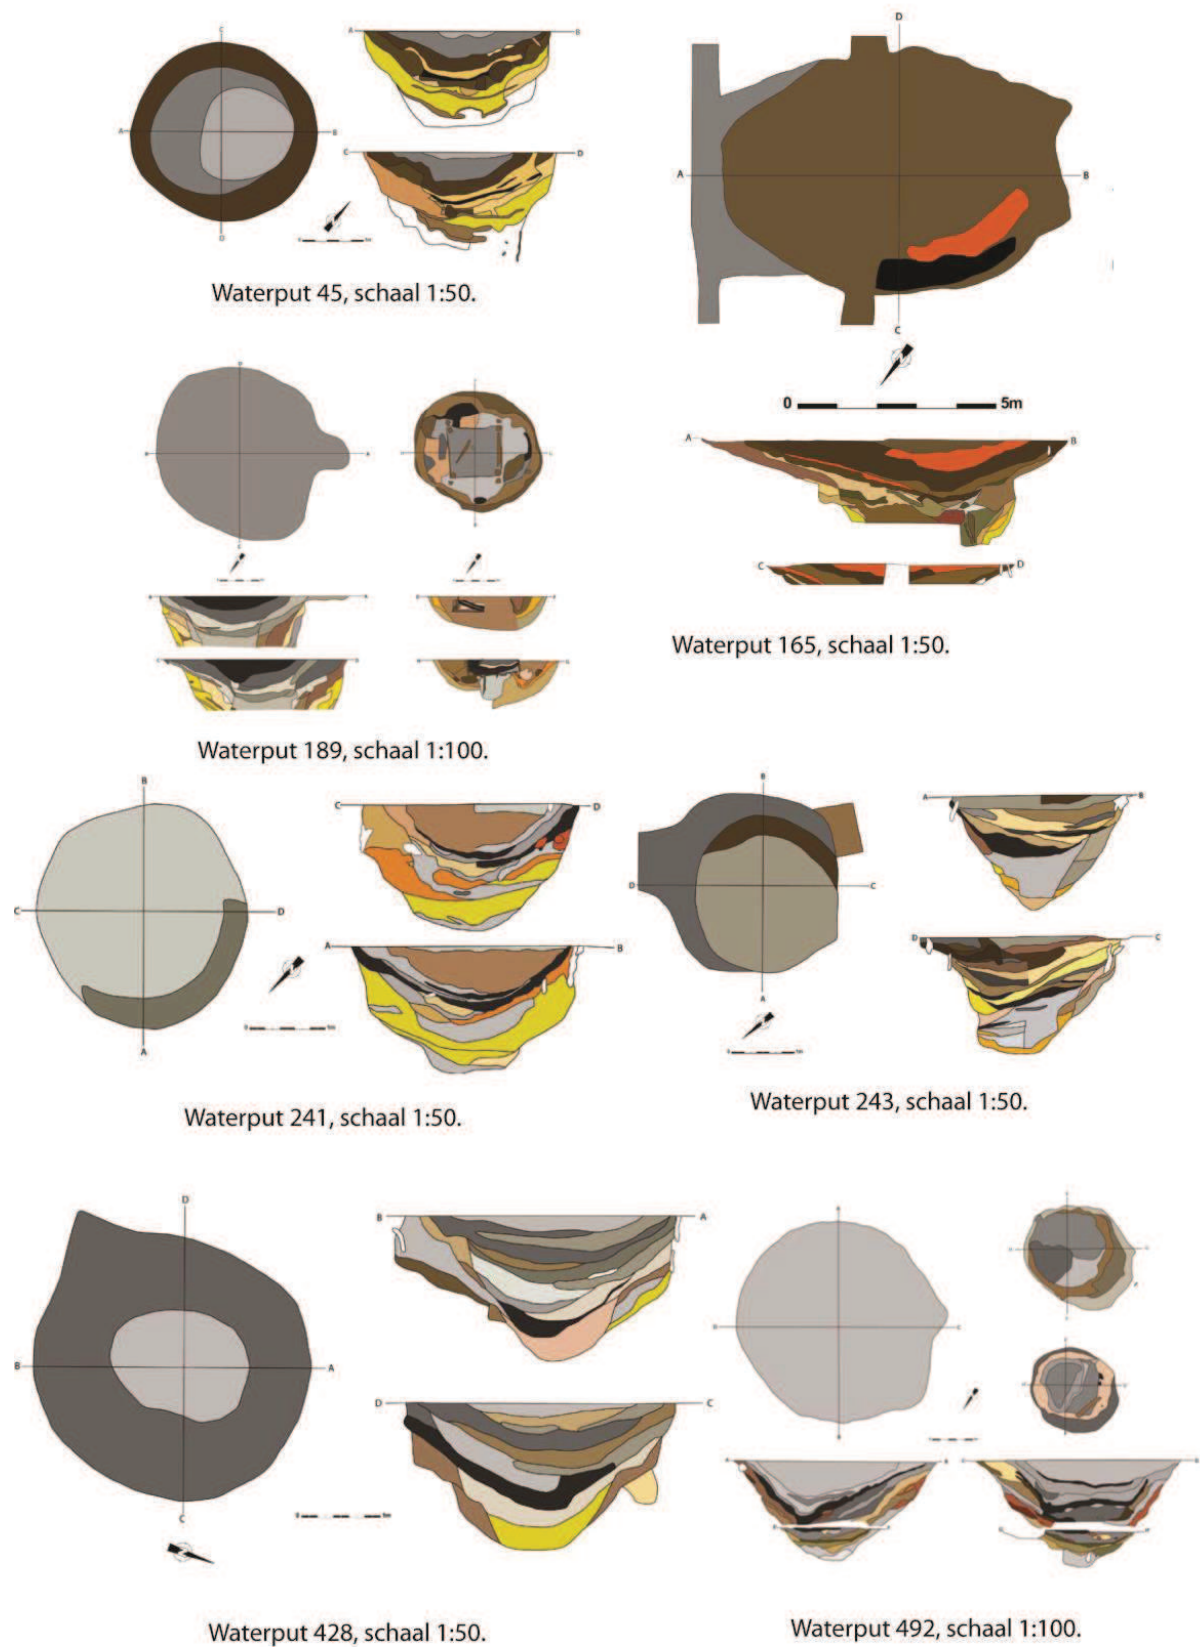 C
A B
D
A B
C D
Waterput 45, schaal 1:50.
D
A B
C
0 5m
A B
C D
Waterput 165, schaal 1:50.
Waterput 189, schaal 1:100.
B
C D
A
C D
A B
Waterput 241, schaal 1:50.
B
D C
A
A B
D C
Waterput 243, schaal 1:50.
D
B A
C
B A
D C
Waterput 428, schaal 1:50.
Waterput 492, schaal 1:100.